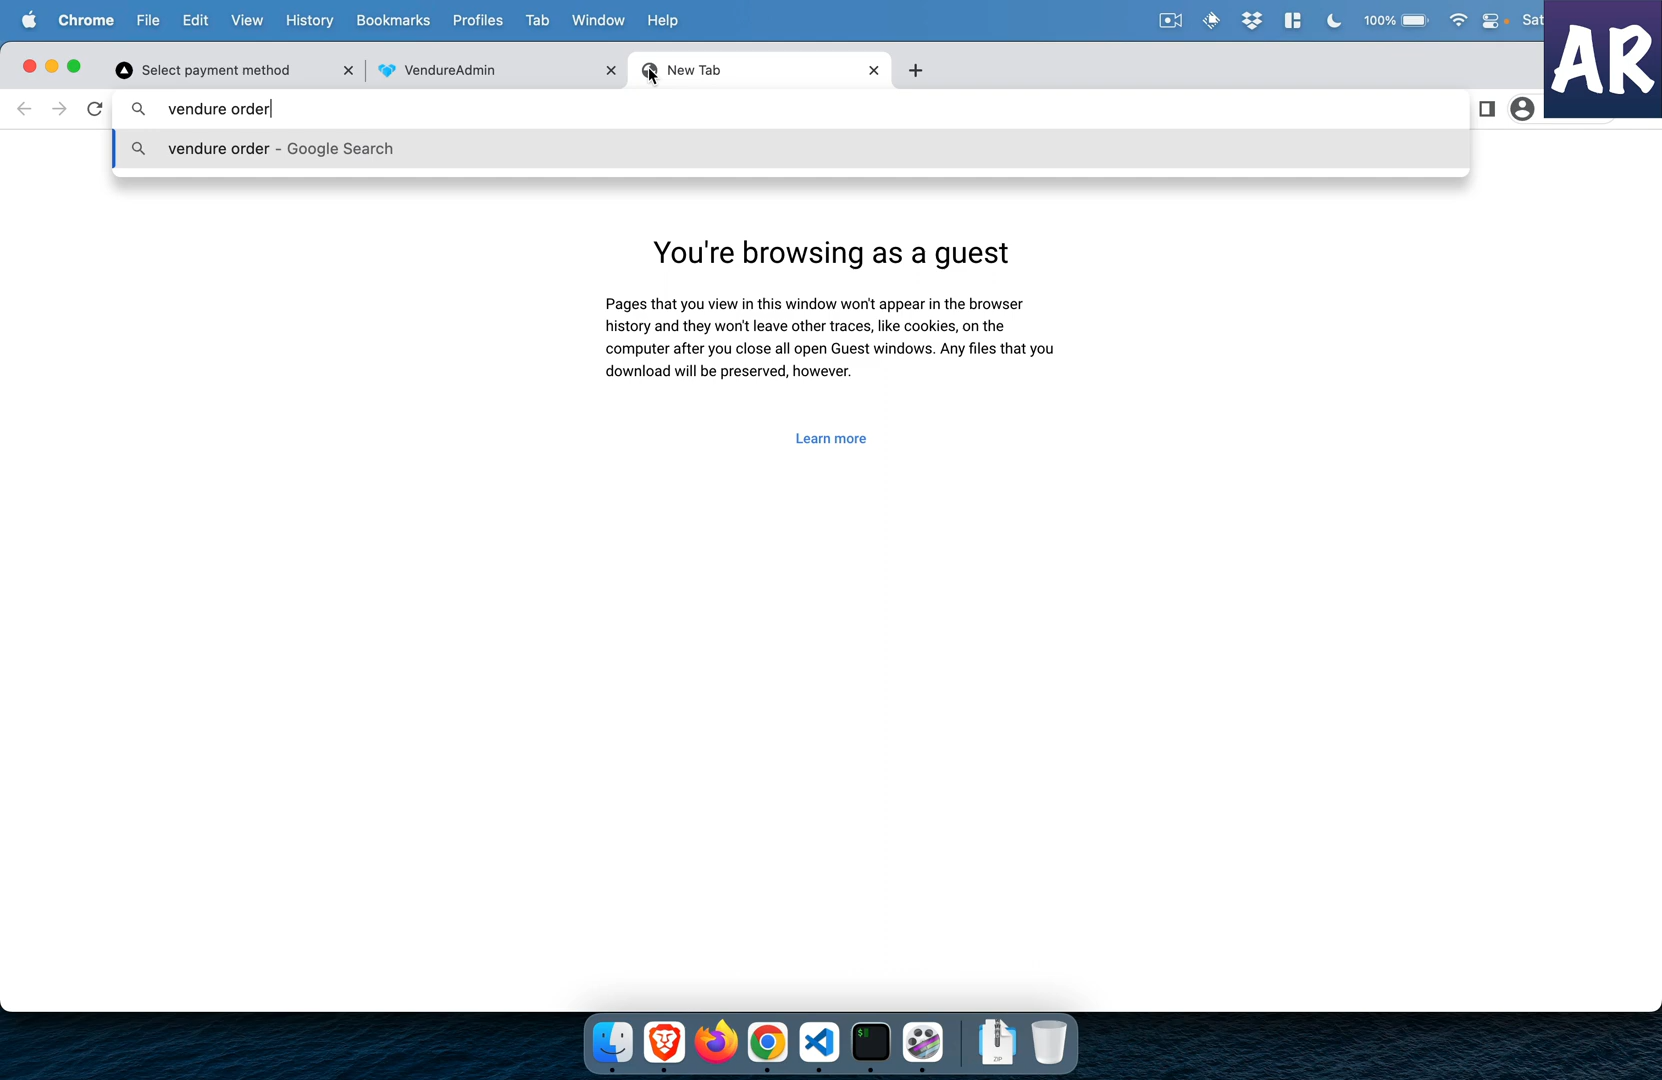 Chrome File Edit View History Bookmarks Profiles Tab Window Help 100% Sat
AR
Select payment method VendureAdmin New Tab
vendure order
vendure order - Google Search
You're browsing as a guest
Pages that you view in this window won't appear in the browser
history and they won't leave other traces, like cookies, on the
computer after you close all open Guest windows. Any files that you
download will be preserved, however.
Learn more
$
ZIP